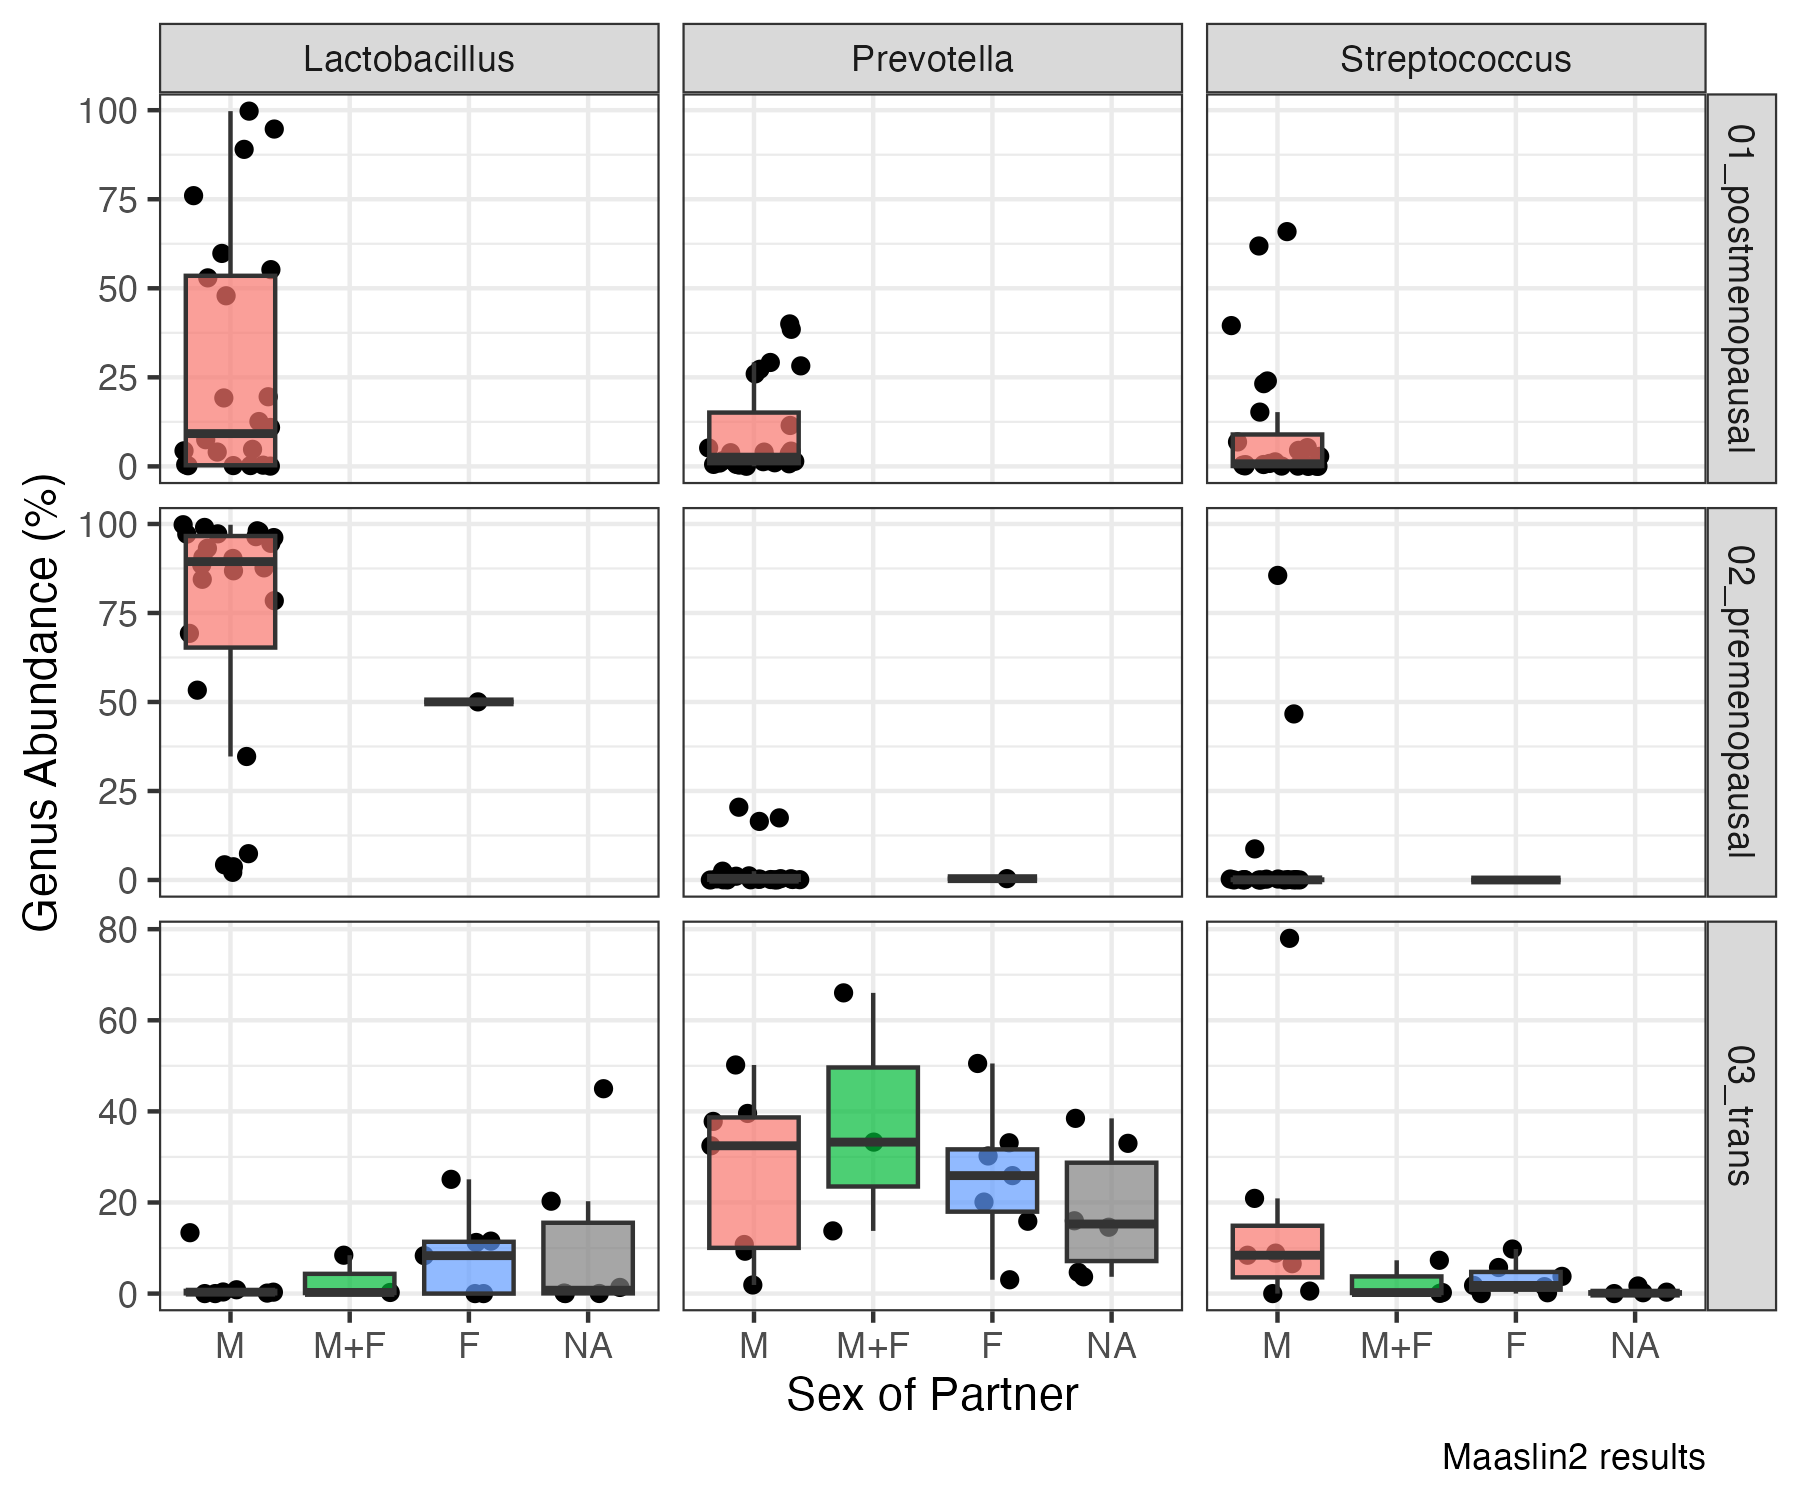 Lactobacillus
Prevotella
Streptococcus
100
75
50
25
0
01_postmenopausal
100
75
50
25
0
02_premenopausal
80
60
40
20
0
03_trans
Genus Abundance (%)
M
M+F
F
NA
M
M+F
F
NA
M
M+F
F
NA
Sex of Partner
Maaslin2 results